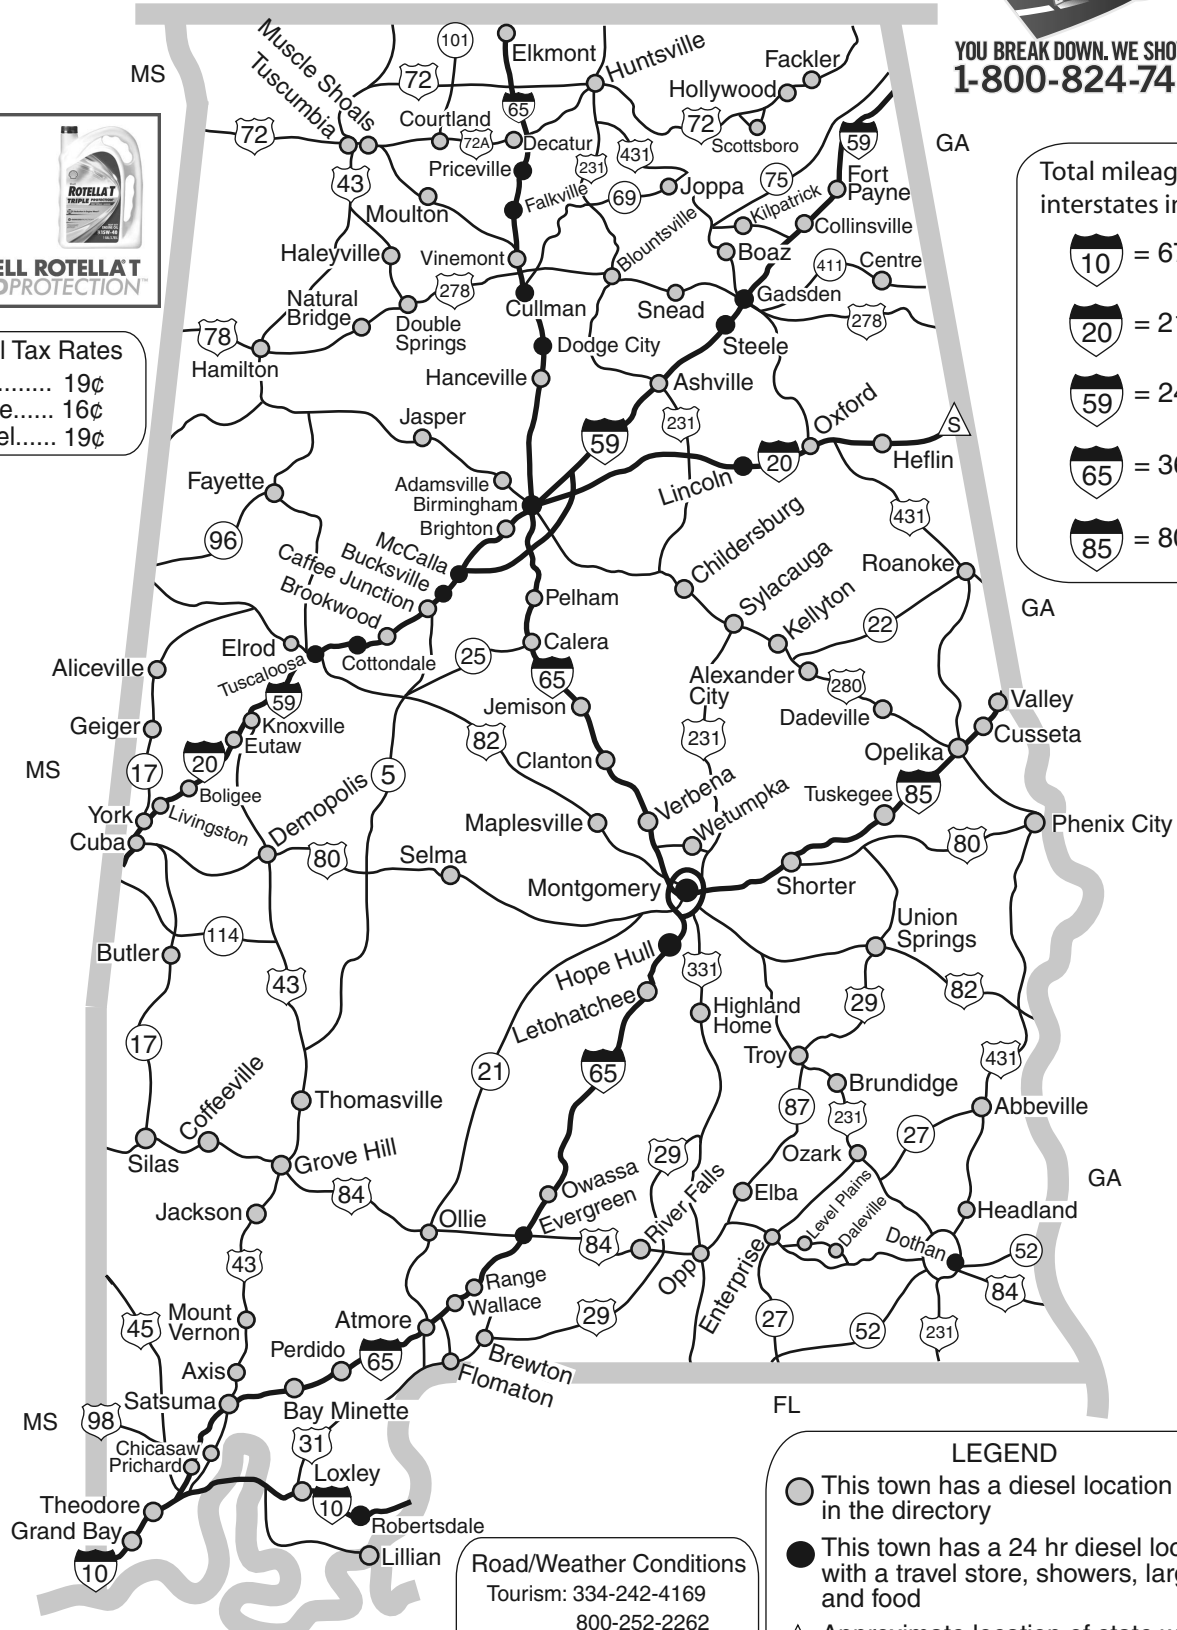 YOU BREAK DOWN. WE SHO
1-800-824-74
MS
GA
101
Elkmont
Huntsville
Fackler
Hollywood
Muscle Shoals
Tuscumbia
72
65
Courtland
72
72A
Decatur
72
Scottsboro
59
Priceville
231
431
43
Falkville
69
Joppa
75
Fort
Payne
Moulton
Kilpatrick
Collinsville
ROTELLA T
TRIPLE
ELL ROTELLA T
PROTECTION™
Haleyville
Vinemont
Blountsville
Boaz
411
Centre
278
Natural
Bridge
Double
Springs
Cullman
Snead
Gadsden
278
78
Hamilton
Dodge City
Steele
Hanceville
Ashville
l Tax Rates
......... 19¢
e...... 16¢
el...... 19¢
Total mileag
interstates i
10 = 6
20 = 2
59 = 24
65 = 3
85 = 80
Jasper
59
231
Oxford
S
20
Heflin
Lincoln
Fayette
Adamsville
Birmingham
Brighton
96
McCalla
Bucksville
Caffee Junction
Brookwood
Childersburg
431
Roanoke
GA
Pelham
Sylacauga
Kellyton
22
Elrod
Tuscaloosa
Cottondale
25
Calera
65
Aliceville
Alexander
City
280
59
Jemison
Dadeville
Valley
Cusseta
Geiger
Knoxville
Eutaw
82
231
Opelika
MS
17
20
Clanton
85
Boligee
5
Verbena
Wetumpka
Tuskegee
York
Livingston
Demopolis
Maplesville
80
Phenix City
Cuba
80
Selma
Montgomery
Shorter
114
Butler
Union
Springs
43
Hope Hull
331
29
82
Letohatchee
Highland
Home
17
21
65
Troy
431
Coffeeville
Thomasville
Brundidge
87
231
Abbeville
27
Silas
Grove Hill
29
Ozark
GA
84
Owassa
Evergreen
River Falls
Elba
Level Plains
Daleville
Headland
Jackson
Ollie
84
Dothan
52
43
Opp
Enterprise
84
Range
Wallace
45
Mount
Vernon
Atmore
29
27
52
231
Perdido
65
Axis
Brewton
Flomaton
Satsuma
Bay Minette
FL
MS
98
31
Chicasaw
Prichard
Loxley
Theodore
10
Grand Bay
Robertsdale
10
Lillian
Road/Weather Conditions
Tourism: 334-242-4169
800-252-2262
LEGEND
This town has a diesel location
in the directory
This town has a 24 hr diesel loc
with a travel store, showers, larg
and food